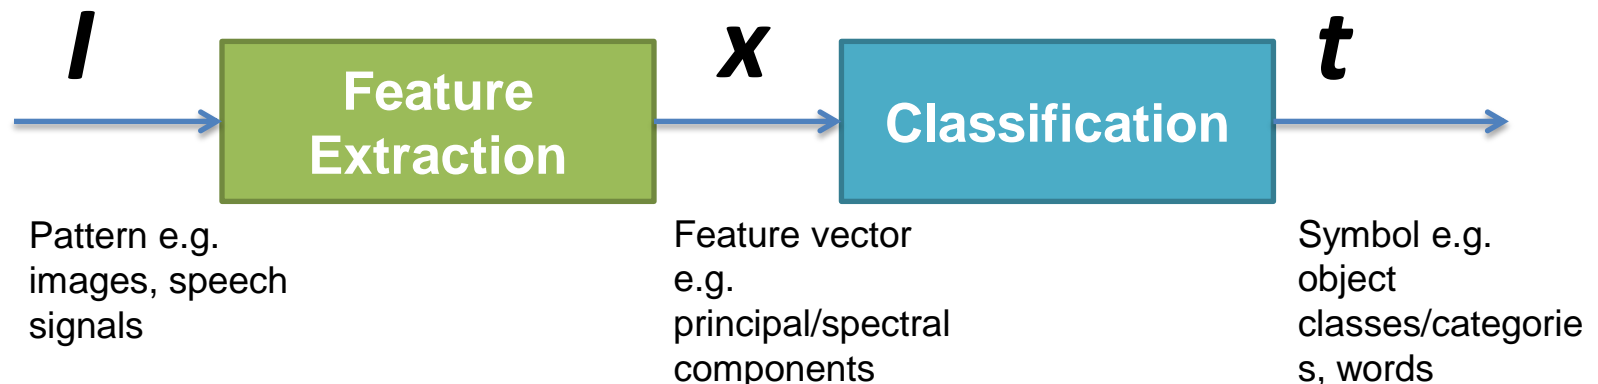 I
x
t
Feature
Extraction
Classification
Pattern e.g.
images, speech
signals
Feature vector
e.g.
principal/spectral
components
Symbol e.g.
object
classes/categorie
s, words